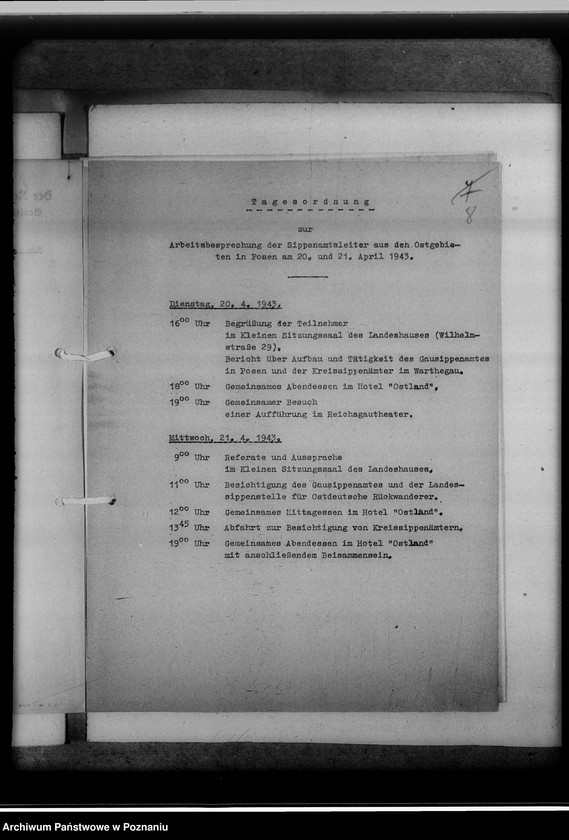 7
8
Tagesordnung
zur
Arbeitsbesprechung der Sippenamtsleiter aus den Ostgebie-
ten in Posen am 20. und 21. April 1943.
Dienstag, 20. 4. 1943.
16⁰⁰ Uhr Begrüßung der Teilnehmer
im Kleinen Sitzungssaal des Landeshauses (Wilhelm-
straße 29).
Bericht über Aufbau und Tätigkeit des Gausippenamtes
in Posen und der Kreissippenämter im Warthegau.
18⁰⁰ Uhr Gemeinsames Abendessen im Hotel "Ostland".
19⁰⁰ Uhr Gemeinsamer Besuch
einer Aufführung im Reichsgautheater.
Mittwoch, 21. 4. 1943.
9⁰⁰ Uhr Referate und Aussprache
im Kleinen Sitzungssaal des Landeshauses.
11⁰⁰ Uhr Besichtigung des Gausippenamtes und der Landes-
sippenstelle für Ostdeutsche Rückwanderer.
12⁰⁰ Uhr Gemeinsames Mittagessen im Hotel "Ostland".
13⁴⁵ Uhr Abfahrt zur Besichtigung von Kreissippenämtern.
19⁰⁰ Uhr Gemeinsames Abendessen im Hotel "Ostland"
mit anschließendem Beisammensein.
Archiwum Państwowe w Poznaniu